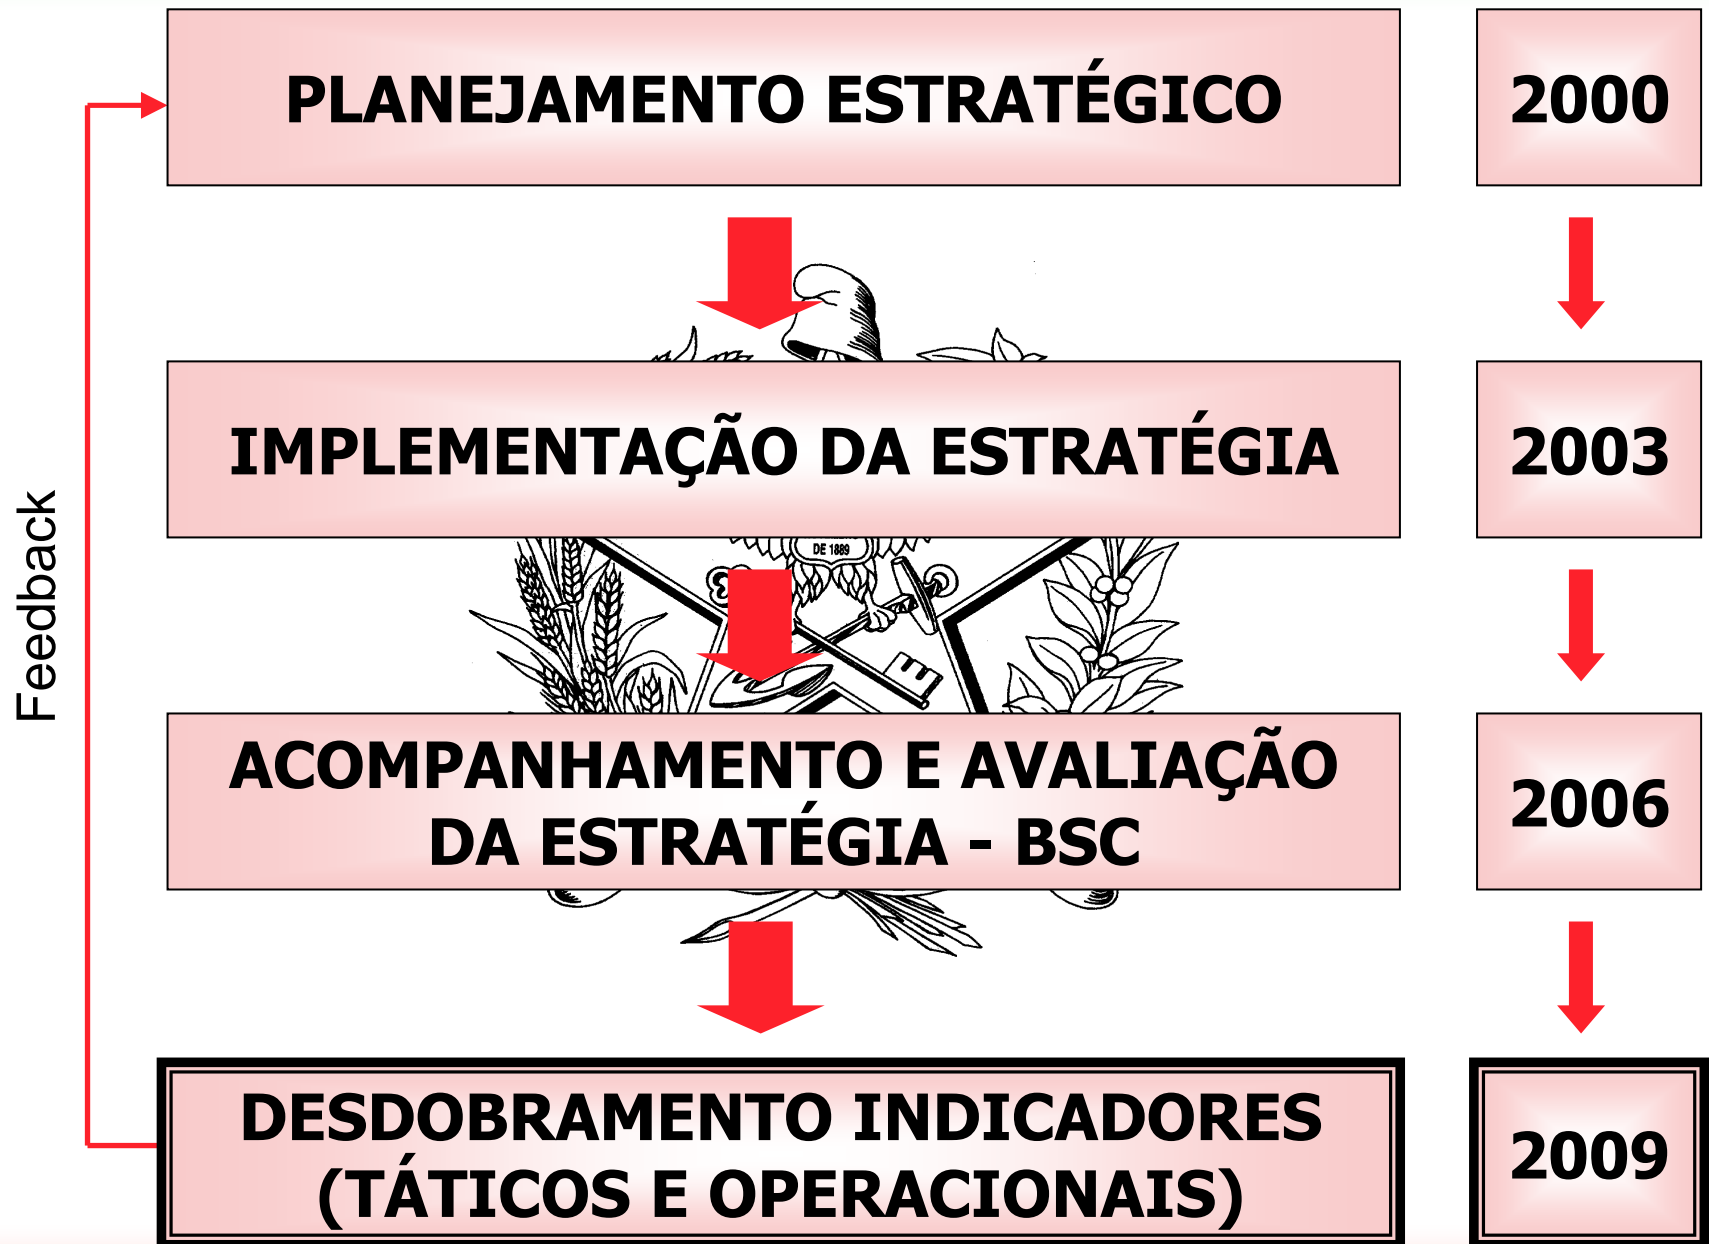 PLANEJAMENTO ESTRATÉGICO
2000
IMPLEMENTAÇÃO DA ESTRATÉGIA
2003
DE 1889
Feedback
ACOMPANHAMENTO E AVALIAÇÃO
DA ESTRATÉGIA - BSC
2006
DESDOBRAMENTO INDICADORES
(TÁTICOS E OPERACIONAIS)
2009